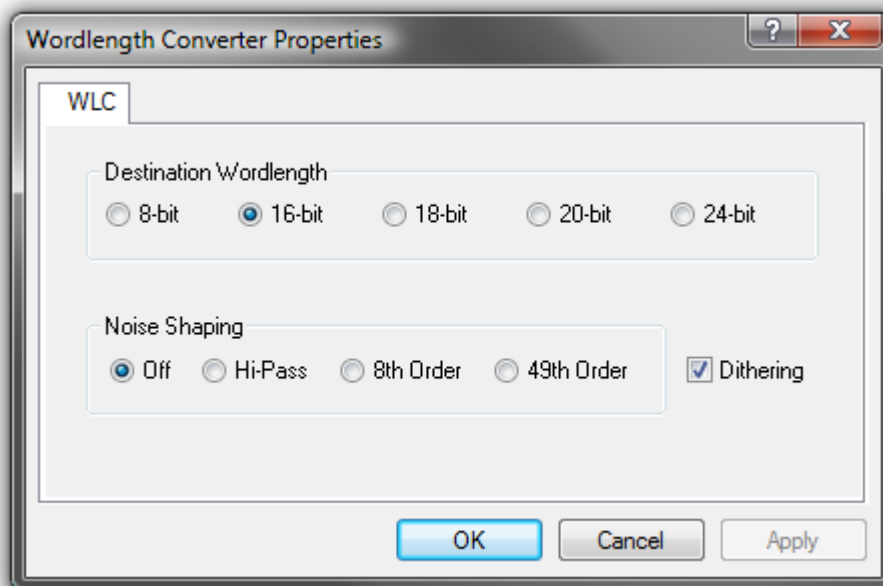 Wordlength Converter Properties
?
WLC
Destination Wordlength
8-bit 16-bit 18-bit 20-bit 24-bit
Noise Shaping
Off Hi-Pass 8th Order 49th Order Dithering
OK Cancel Apply